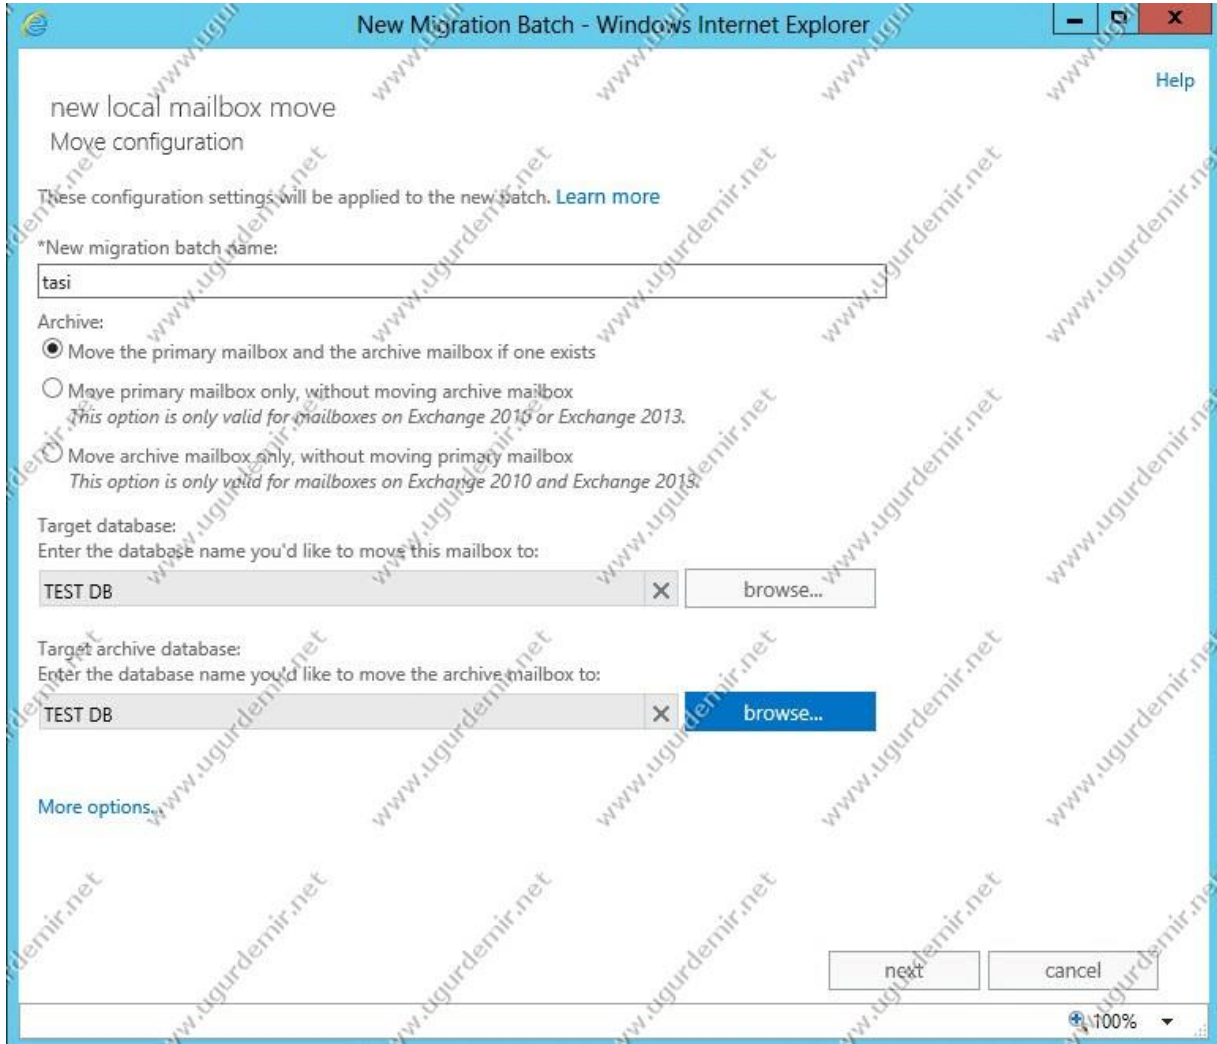 New Migration Batch - Windows Internet Explorer
Help
new local mailbox move
Move configuration
These configuration settings will be applied to the new batch. Learn more
*New migration batch name:
tasi
Archive:
Move the primary mailbox and the archive mailbox if one exists
Move primary mailbox only, without moving archive mailbox
This option is only valid for mailboxes on Exchange 2010 or Exchange 2013.
Move archive mailbox only, without moving primary mailbox
This option is only valid for mailboxes on Exchange 2010 and Exchange 2013.
Target database:
Enter the database name you'd like to move this mailbox to:
TEST DB
browse...
Target archive database:
Enter the database name you'd like to move the archive mailbox to:
TEST DB
browse...
More options...
next
cancel
100%
www.ugurdemir.net